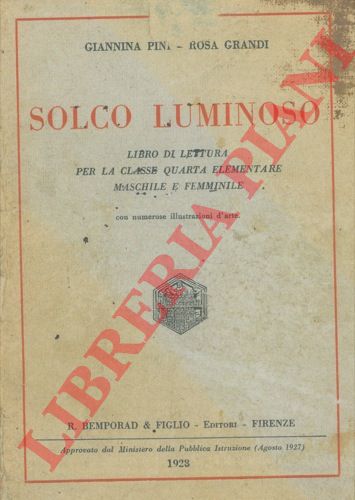 GIANNINA PINI - ROSA GRANDI
SOLCO LUMINOSO
LIBRO DI LETTURA
PER LA CLASSE QUARTA ELEMENTARE
MASCHILE E FEMMINILE
con numerose illustrazioni d'arte.
R. BEMPORAD & FIGLIO - EDITORI - FIRENZE
Approvato dal Ministero della Pubblica Istruzione (Agosto 1927)
1928
LIBRERIA PIANI